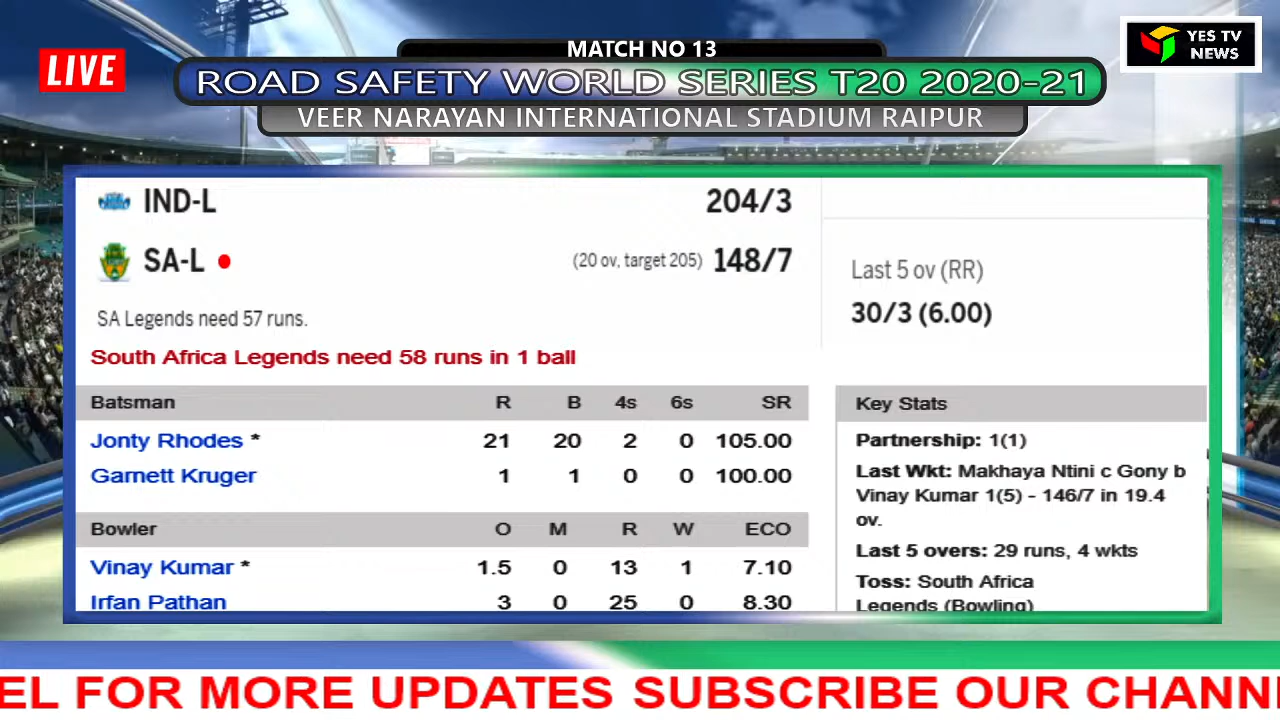 MATCH NO 13
LIVE
ROAD SAFETY WORLD SERIES T20 2020-21
VEER NARAYAN INTERNATIONAL STADIUM RAIPUR
YES TV
NEWS
IND-L 204/3
SA-L (20 ov, target 205) 148/7
SA Legends need 57 runs.
Last 5 ov (RR)
30/3 (6.00)
South Africa Legends need 58 runs in 1 ball
Batsman R B 4s 6s SR
Jonty Rhodes * 21 20 2 0 105.00
Garnett Kruger 1 1 0 0 100.00
Bowler O M R W ECO
Vinay Kumar * 1.5 0 13 1 7.10
Irfan Pathan 3 0 25 0 8.30
Key Stats
Partnership: 1(1)
Last Wkt: Makhaya Ntini c Gony b
Vinay Kumar 1(5) - 146/7 in 19.4
ov.
Last 5 overs: 29 runs, 4 wkts
Toss: South Africa
Legends (Bowling)
EL FOR MORE UPDATES SUBSCRIBE OUR CHANN